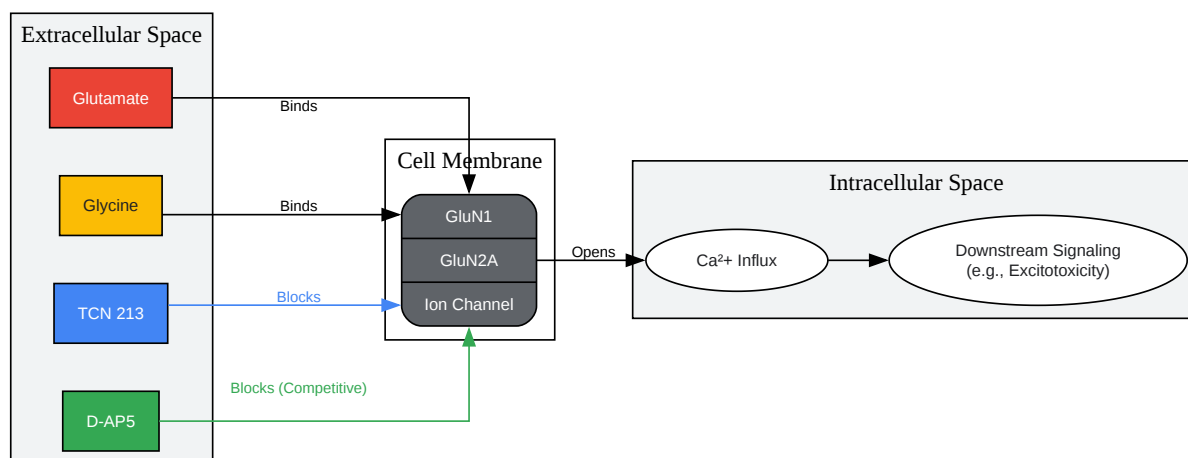 Extracellular Space
Glutamate
Binds
Glycine
Binds
TCN 213
Blocks
D-AP5
Blocks (Competitive)
Cell Membrane
GluN1
GluN2A
Ion Channel
Opens
Intracellular Space
Ca²+ Influx
Downstream Signaling
(e.g., Excitotoxicity)